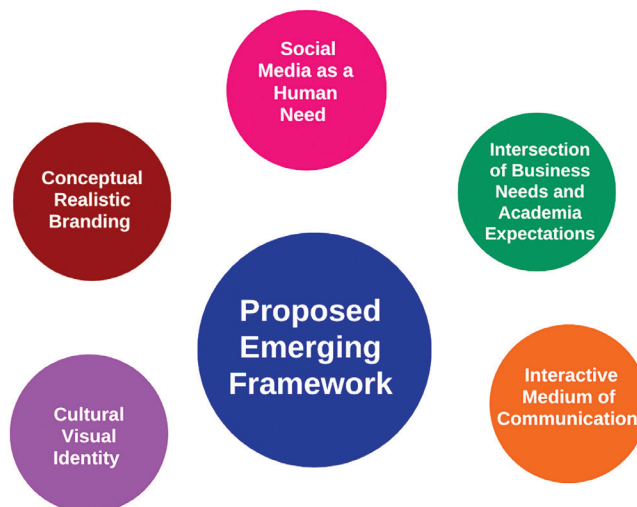 Social
Media as a
Human
Need
Conceptual
Realistic
Branding
Intersection
of Business
Needs and
Academia
Expectations
Proposed
Emerging
Framework
Cultural
Visual
Identity
Interactive
Medium of
Communication